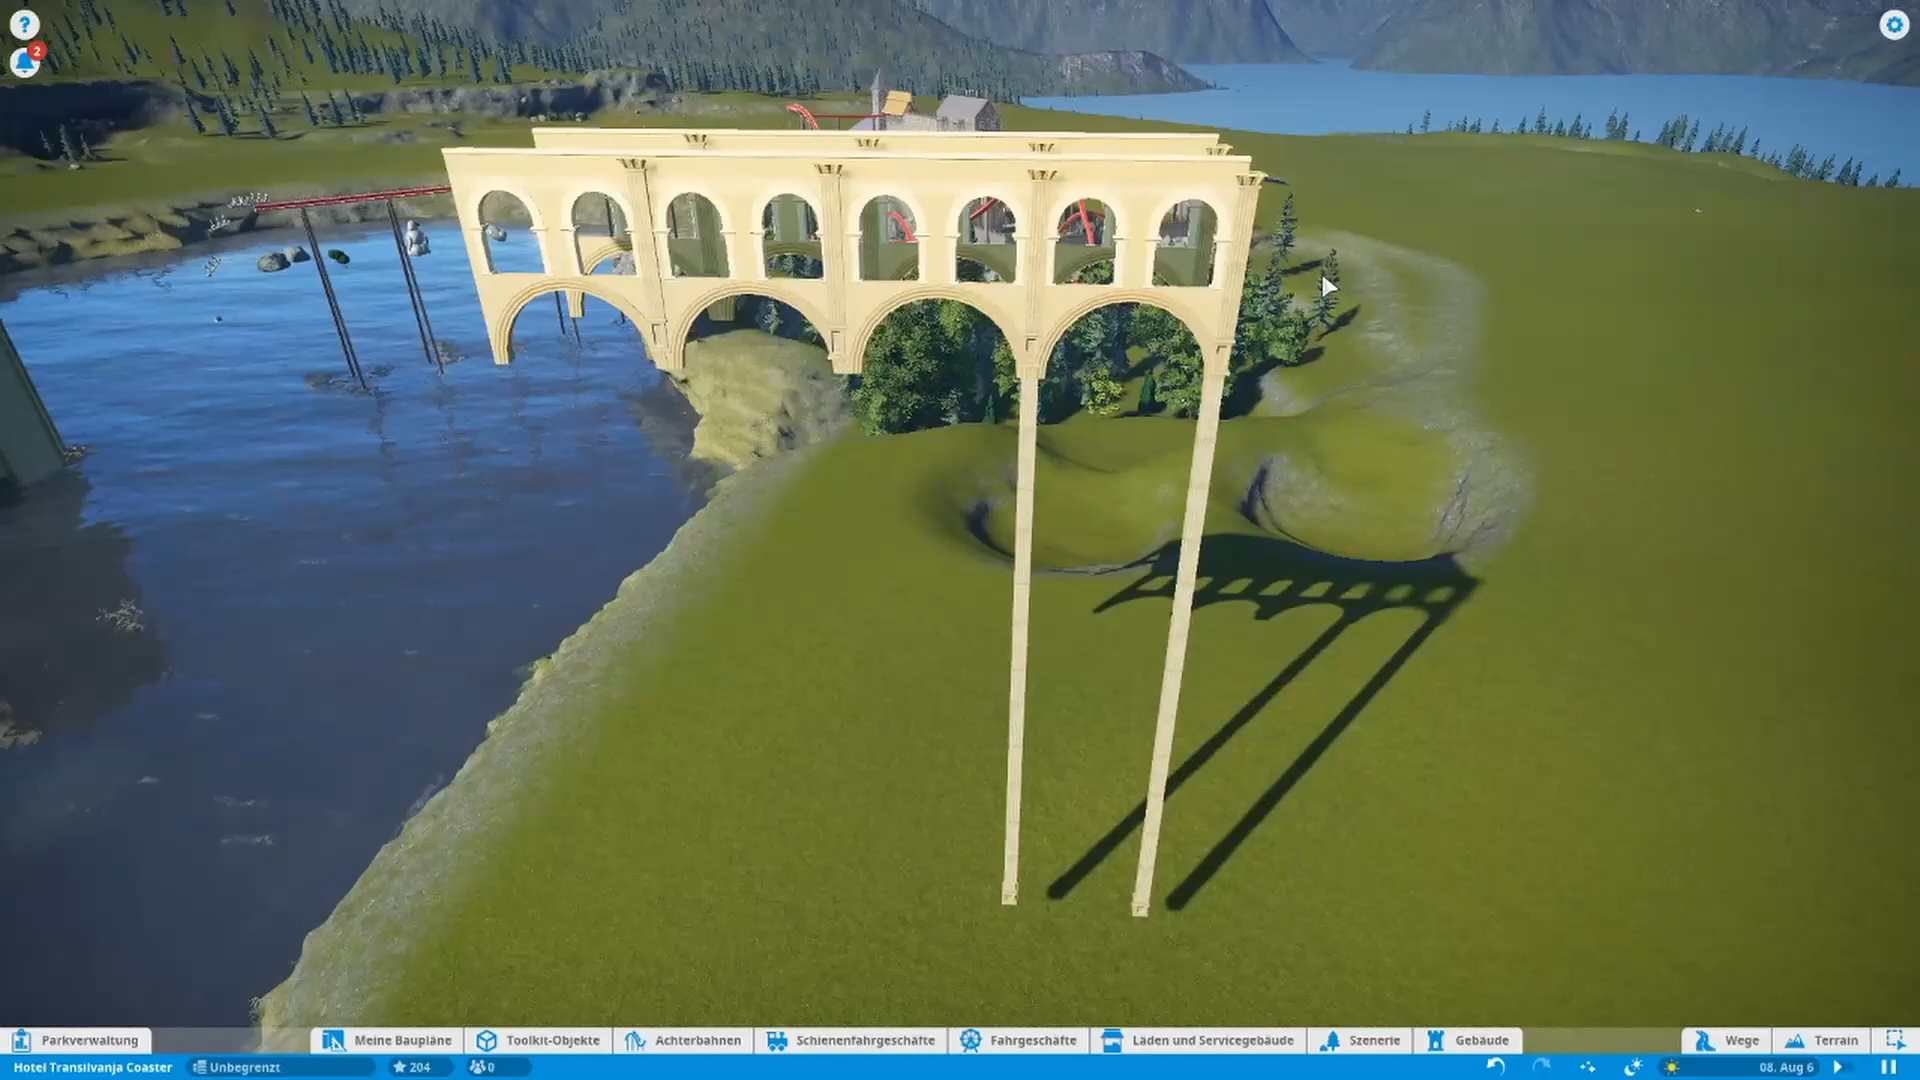 ?
2
Parkverwaltung
Meine Baupläne
Toolkit-Objekte
Achterbahnen
Schienenfahrgeschäfte
Fahrgeschäfte
Läden und Servicegebäude
Szenerie
Gebäude
Wege
Terrain
Hotel Transilvanja Coaster
Unbegrenzt
204
0
08. Aug 6